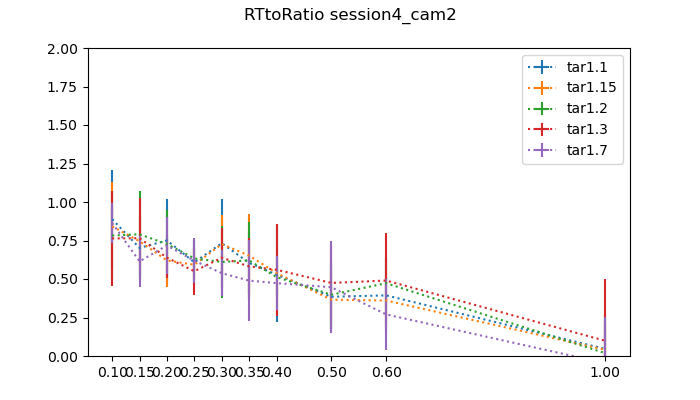 RTtoRatio session4_cam2
2.00
1.75
1.50
1.25
1.00
0.75
0.50
0.25
0.00
tar1.1
tar1.15
tar1.2
tar1.3
tar1.7
0.10 0.15 0.20 0.25 0.30 0.35 0.40 0.50 0.60 1.00